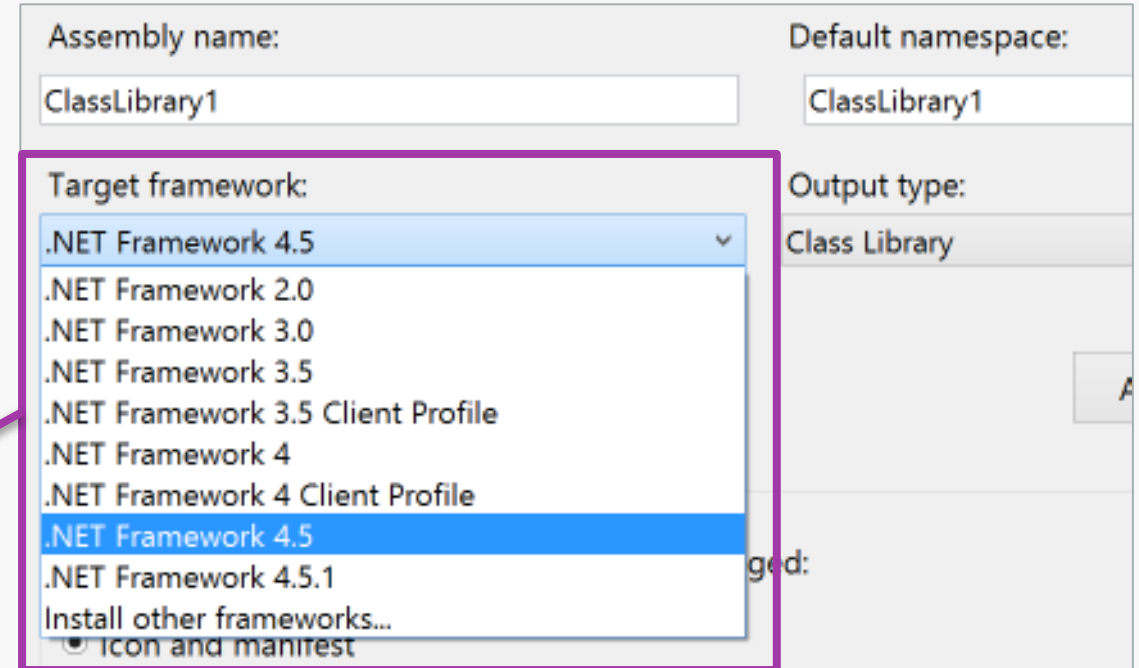 Assembly name:
Default namespace:
ClassLibrary1
ClassLibrary1
Target framework:
Output type:
.NET Framework 4.5
Class Library
.NET Framework 2.0
.NET Framework 3.0
.NET Framework 3.5
.NET Framework 3.5 Client Profile
.NET Framework 4
.NET Framework 4 Client Profile
.NET Framework 4.5
.NET Framework 4.5.1
Install other frameworks...
Icon and manifest